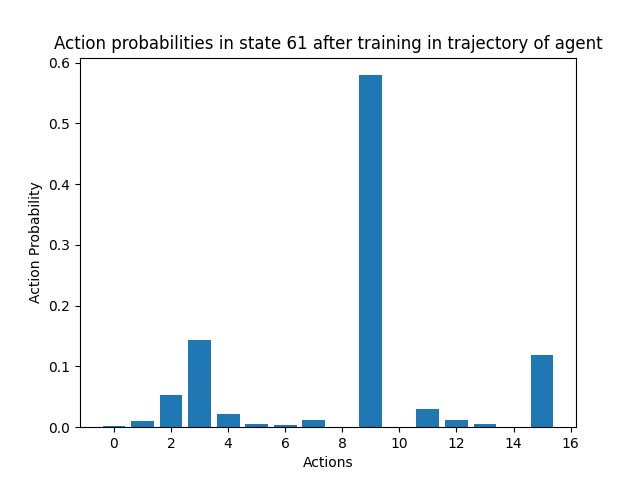 Action probabilities in state 61 after training in trajectory of agent
0.6
0.5
0.4
0.3
0.2
0.1
0.0
Action Probability
0 2 4 6 8 10 12 14 16
Actions